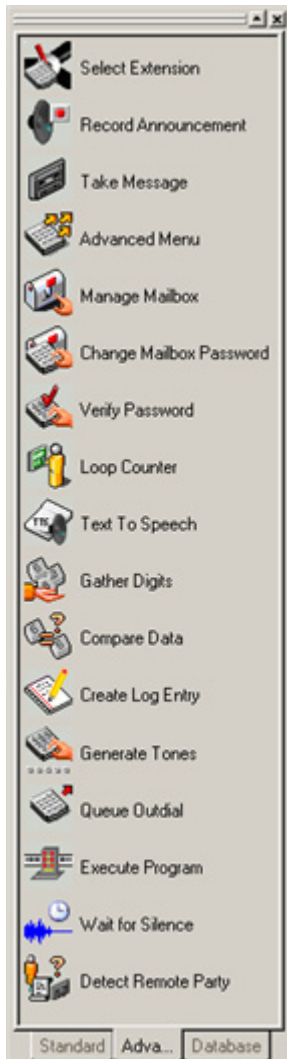 Select Extension
Record Announcement
Take Message
Advanced Menu
Manage Mailbox
Change Mailbox Password
Verify Password
Loop Counter
TTS
Text To Speech
Gather Digits
Compare Data
Create Log Entry
Generate Tones
Queue Outdial
Execute Program
Wait for Silence
Detect Remote Party
Standard Adva... Database